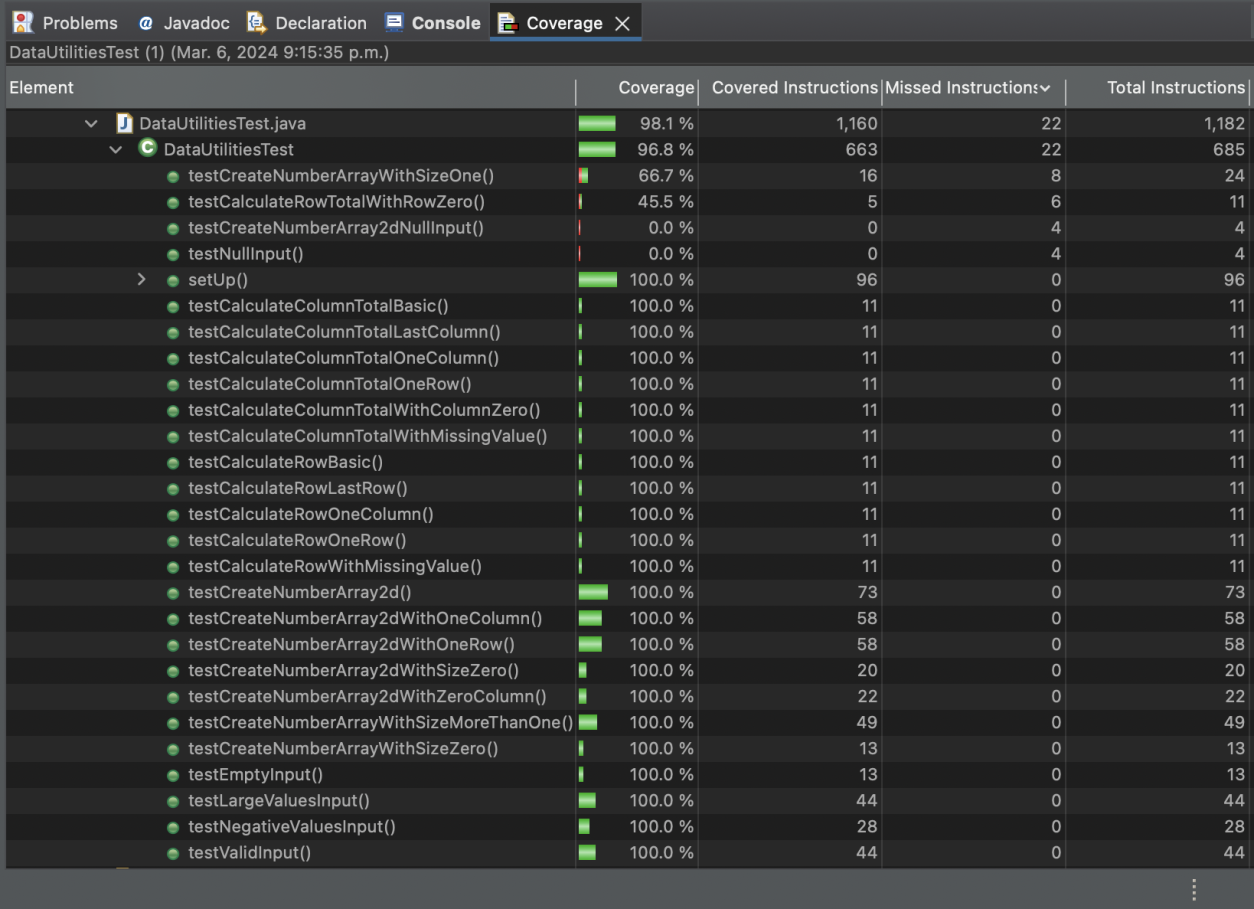 Problems @ Javadoc Declaration Console Coverage
DataUtilitiesTest (1) (Mar. 6, 2024 9:15:35 p.m.)
Element Coverage Covered Instructions Missed Instructions Total Instructions
J DataUtilitiesTest.java 98.1 % 1,160 22 1,182
C DataUtilitiesTest 96.8 % 663 22 685
testCreateNumberArrayWithSizeOne() 66.7 % 16 8 24
testCalculateRowTotalWithRowZero() 45.5 % 5 6 11
testCreateNumberArray2dNullInput() 0.0 % 0 4 4
testNullInput() 0.0 % 0 4 4
setUp() 100.0 % 96 0 96
testCalculateColumnTotalBasic() 100.0 % 11 0 11
testCalculateColumnTotalLastColumn() 100.0 % 11 0 11
testCalculateColumnTotalOneColumn() 100.0 % 11 0 11
testCalculateColumnTotalOneRow() 100.0 % 11 0 11
testCalculateColumnTotalWithColumnZero() 100.0 % 11 0 11
testCalculateColumnTotalWithMissingValue() 100.0 % 11 0 11
testCalculateRowBasic() 100.0 % 11 0 11
testCalculateRowLastRow() 100.0 % 11 0 11
testCalculateRowOneColumn() 100.0 % 11 0 11
testCalculateRowOneRow() 100.0 % 11 0 11
testCalculateRowWithMissingValue() 100.0 % 11 0 11
testCreateNumberArray2d() 100.0 % 73 0 73
testCreateNumberArray2dWithOneColumn() 100.0 % 58 0 58
testCreateNumberArray2dWithOneRow() 100.0 % 58 0 58
testCreateNumberArray2dWithSizeZero() 100.0 % 20 0 20
testCreateNumberArray2dWithZeroColumn() 100.0 % 22 0 22
testCreateNumberArrayWithSizeMoreThanOne() 100.0 % 49 0 49
testCreateNumberArrayWithSizeZero() 100.0 % 13 0 13
testEmptyInput() 100.0 % 13 0 13
testLargeValuesInput() 100.0 % 44 0 44
testNegativeValuesInput() 100.0 % 28 0 28
testValidInput() 100.0 % 44 0 44